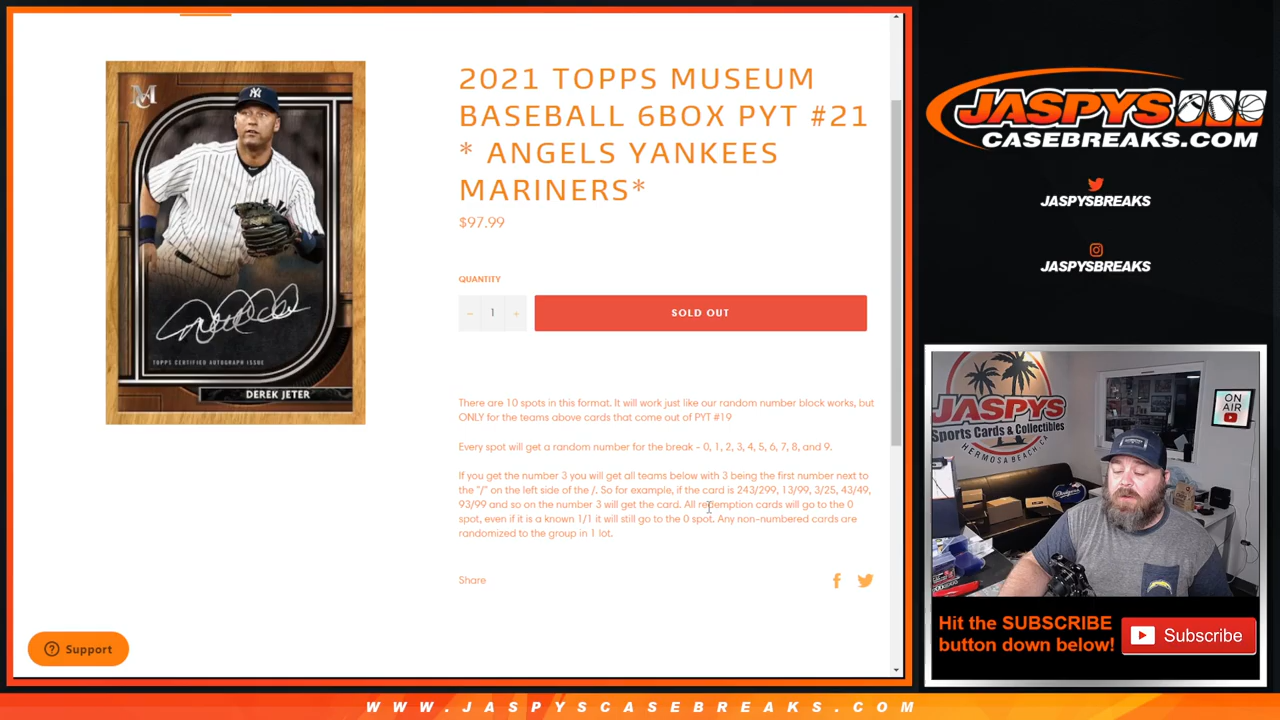 2021 TOPPS MUSEUM
BASEBALL 6BOX PYT #21
* ANGELS YANKEES
MARINERS*
$97.99
QUANTITY
− 1 +
SOLD OUT
There are 10 spots in this format. It will work just like our random number block works, but
ONLY for the teams above cards that come out of PYT #19
Every spot will get a random number for the break - 0, 1, 2, 3, 4, 5, 6, 7, 8, and 9.
If you get the number 3 you will get all teams below with 3 being the first number next to
the "/" on the left side of the /. So for example, if the card is 243/299, 13/99, 3/25, 43/49,
93/99 and so on the number 3 will get the card. All redemption cards will go to the 0
spot, even if it is a known 1/1 it will still go to the 0 spot. Any non-numbered cards are
randomized to the group in 1 lot.
Share
Support
MC
NY
TOPPS CERTIFIED AUTOGRAPH ISSUE
DEREK JETER
JASPYS
CASEBREAKS.COM
JASPYSBREAKS
JASPYSBREAKS
JASPYS
Sports Cards & Collectibles
HERMOSA BEACH, CA
ON
AIR
Dodgers
Hit the SUBSCRIBE
button down below!
Subscribe
WWW.JASPYSCASEBREAKS.COM